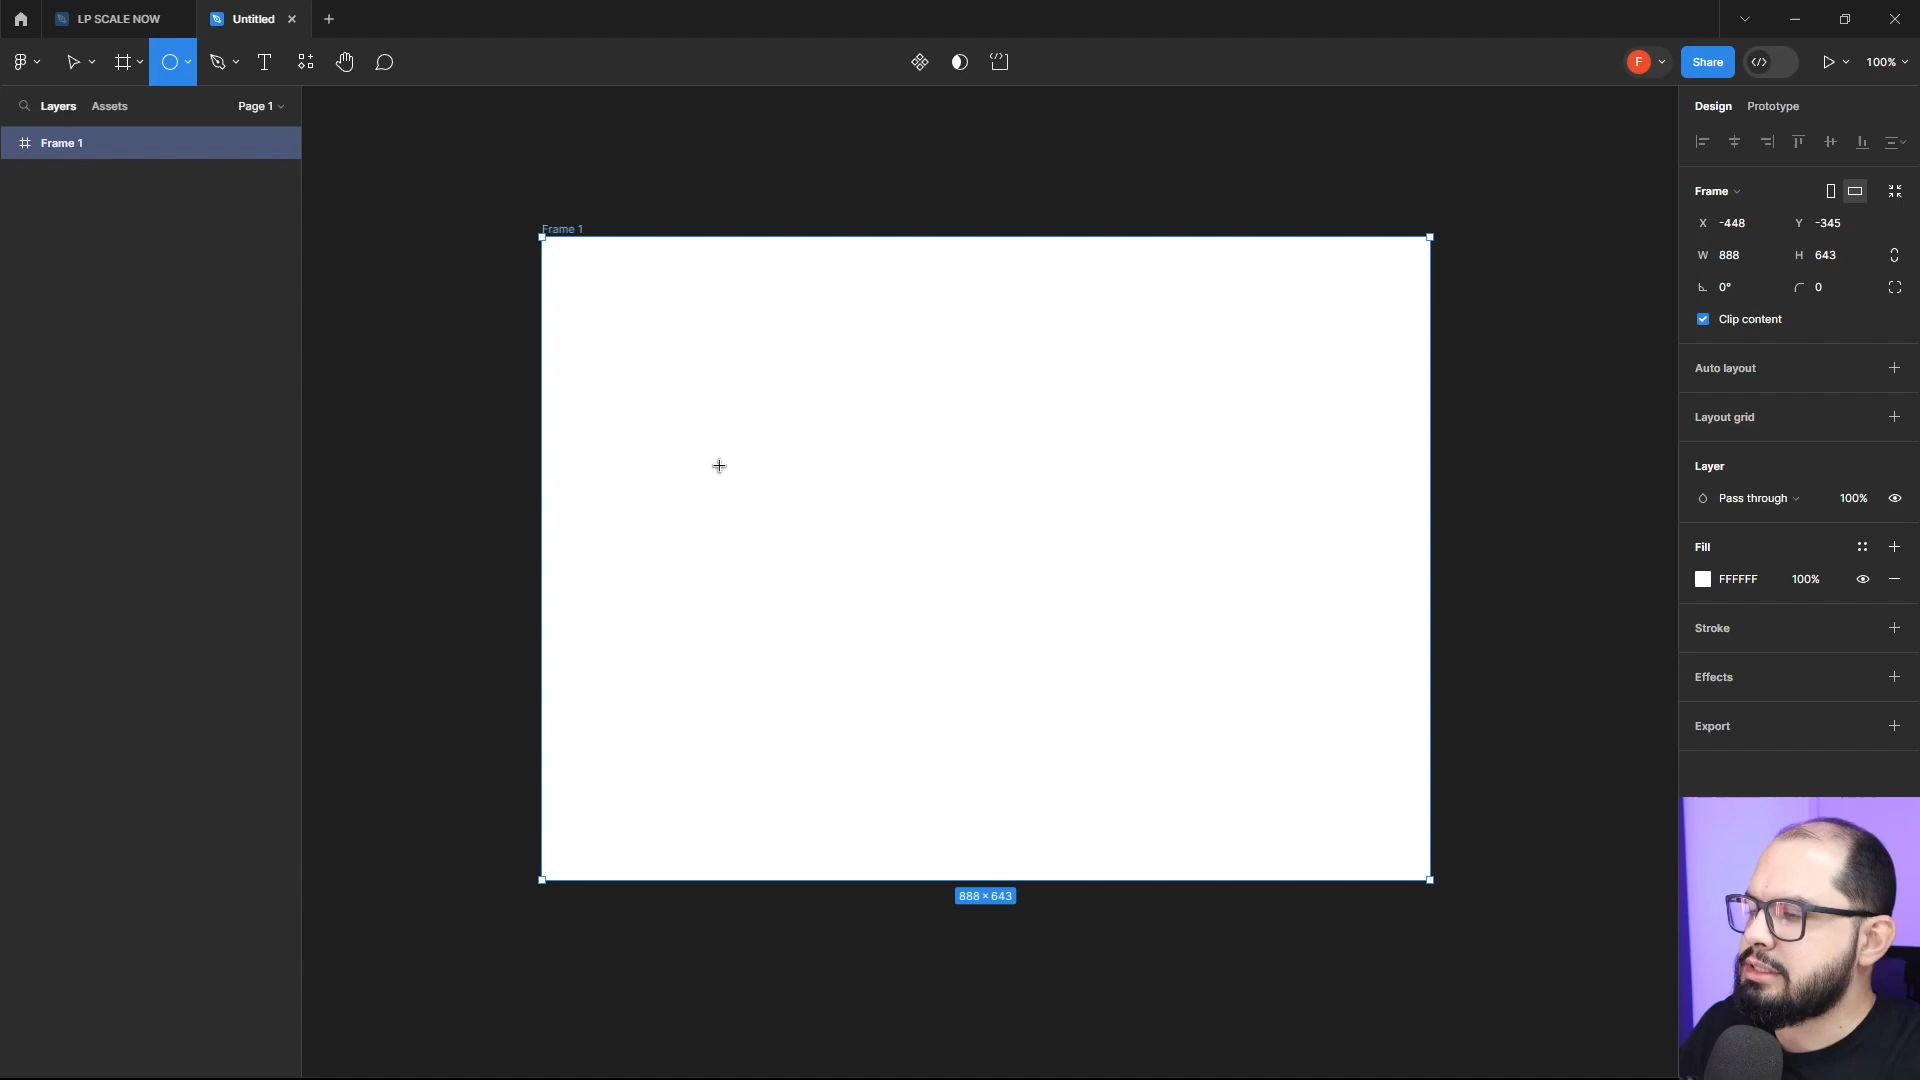 LP SCALE NOW
Untitled
F
Share
100%
Layers
Assets
Page 1
Frame 1
Frame 1
888 × 643
Design
Prototype
Frame
X -448
Y -345
W 888
H 643
0°
0
Clip content
Auto layout
Layout grid
Layer
Pass through
100%
Fill
FFFFFF
100%
Stroke
Effects
Export